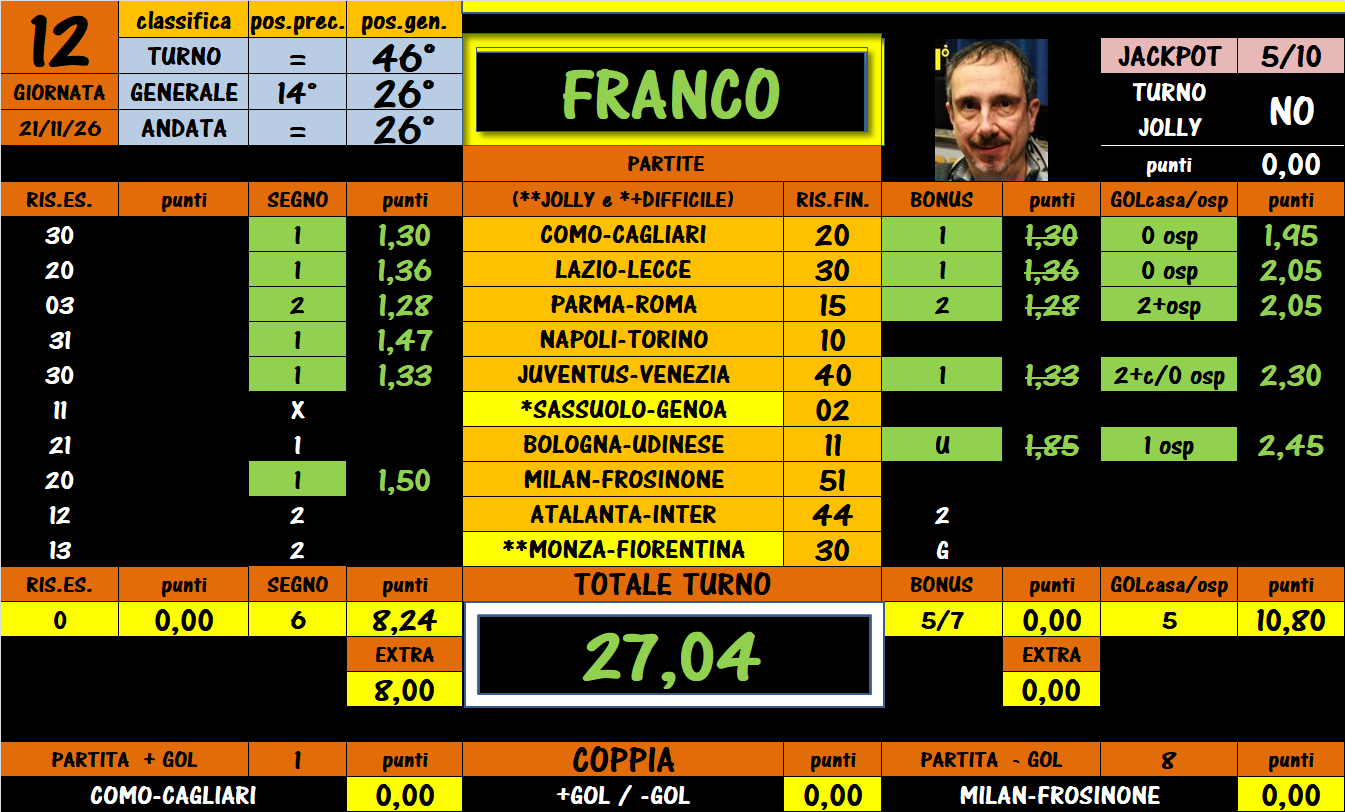 12 classifica pos.prec. pos.gen.
TURNO = 46°
GIORNATA GENERALE 14° 26°
21/11/26 ANDATA = 26°
FRANCO
JACKPOT 5/10
TURNO JOLLY NO
punti 0,00
PARTITE
RIS.ES. punti SEGNO punti (**JOLLY e *+DIFFICILE) RIS.FIN. BONUS punti GOLcasa/osp punti
30 1 1,30 COMO-CAGLIARI 20 1 1,30 0 osp 1,95
20 1 1,36 LAZIO-LECCE 30 1 1,36 0 osp 2,05
03 2 1,28 PARMA-ROMA 15 2 1,28 2+osp 2,05
31 1 1,47 NAPOLI-TORINO 10
30 1 1,33 JUVENTUS-VENEZIA 40 1 1,33 2+c/0 osp 2,30
11 X *SASSUOLO-GENOA 02
21 1 BOLOGNA-UDINESE 11 U 1,85 1 osp 2,45
20 1 1,50 MILAN-FROSINONE 51
12 2 ATALANTA-INTER 44 2
13 2 **MONZA-FIORENTINA 30 G
RIS.ES. punti SEGNO punti TOTALE TURNO BONUS punti GOLcasa/osp punti
0 0,00 6 8,24 27,04 5/7 0,00 5 10,80
EXTRA EXTRA
8,00 0,00
PARTITA + GOL 1 punti COPPIA punti PARTITA - GOL 8 punti
COMO-CAGLIARI 0,00 +GOL / -GOL 0,00 MILAN-FROSINONE 0,00